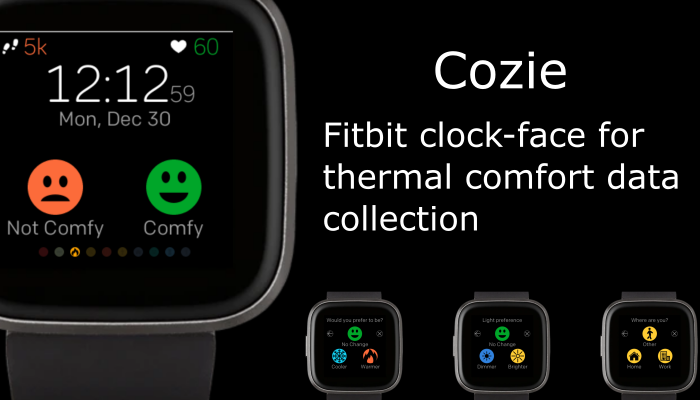 5k
60
12:12 59
Mon, Dec 30
Not Comfy
Comfy
Cozie
Fitbit clock-face for
thermal comfort data
collection
Would you prefer to be?
No Change
Cooler
Warmer
Light preference
No Change
Dimmer
Brighter
Where are you?
Other
Home
Work